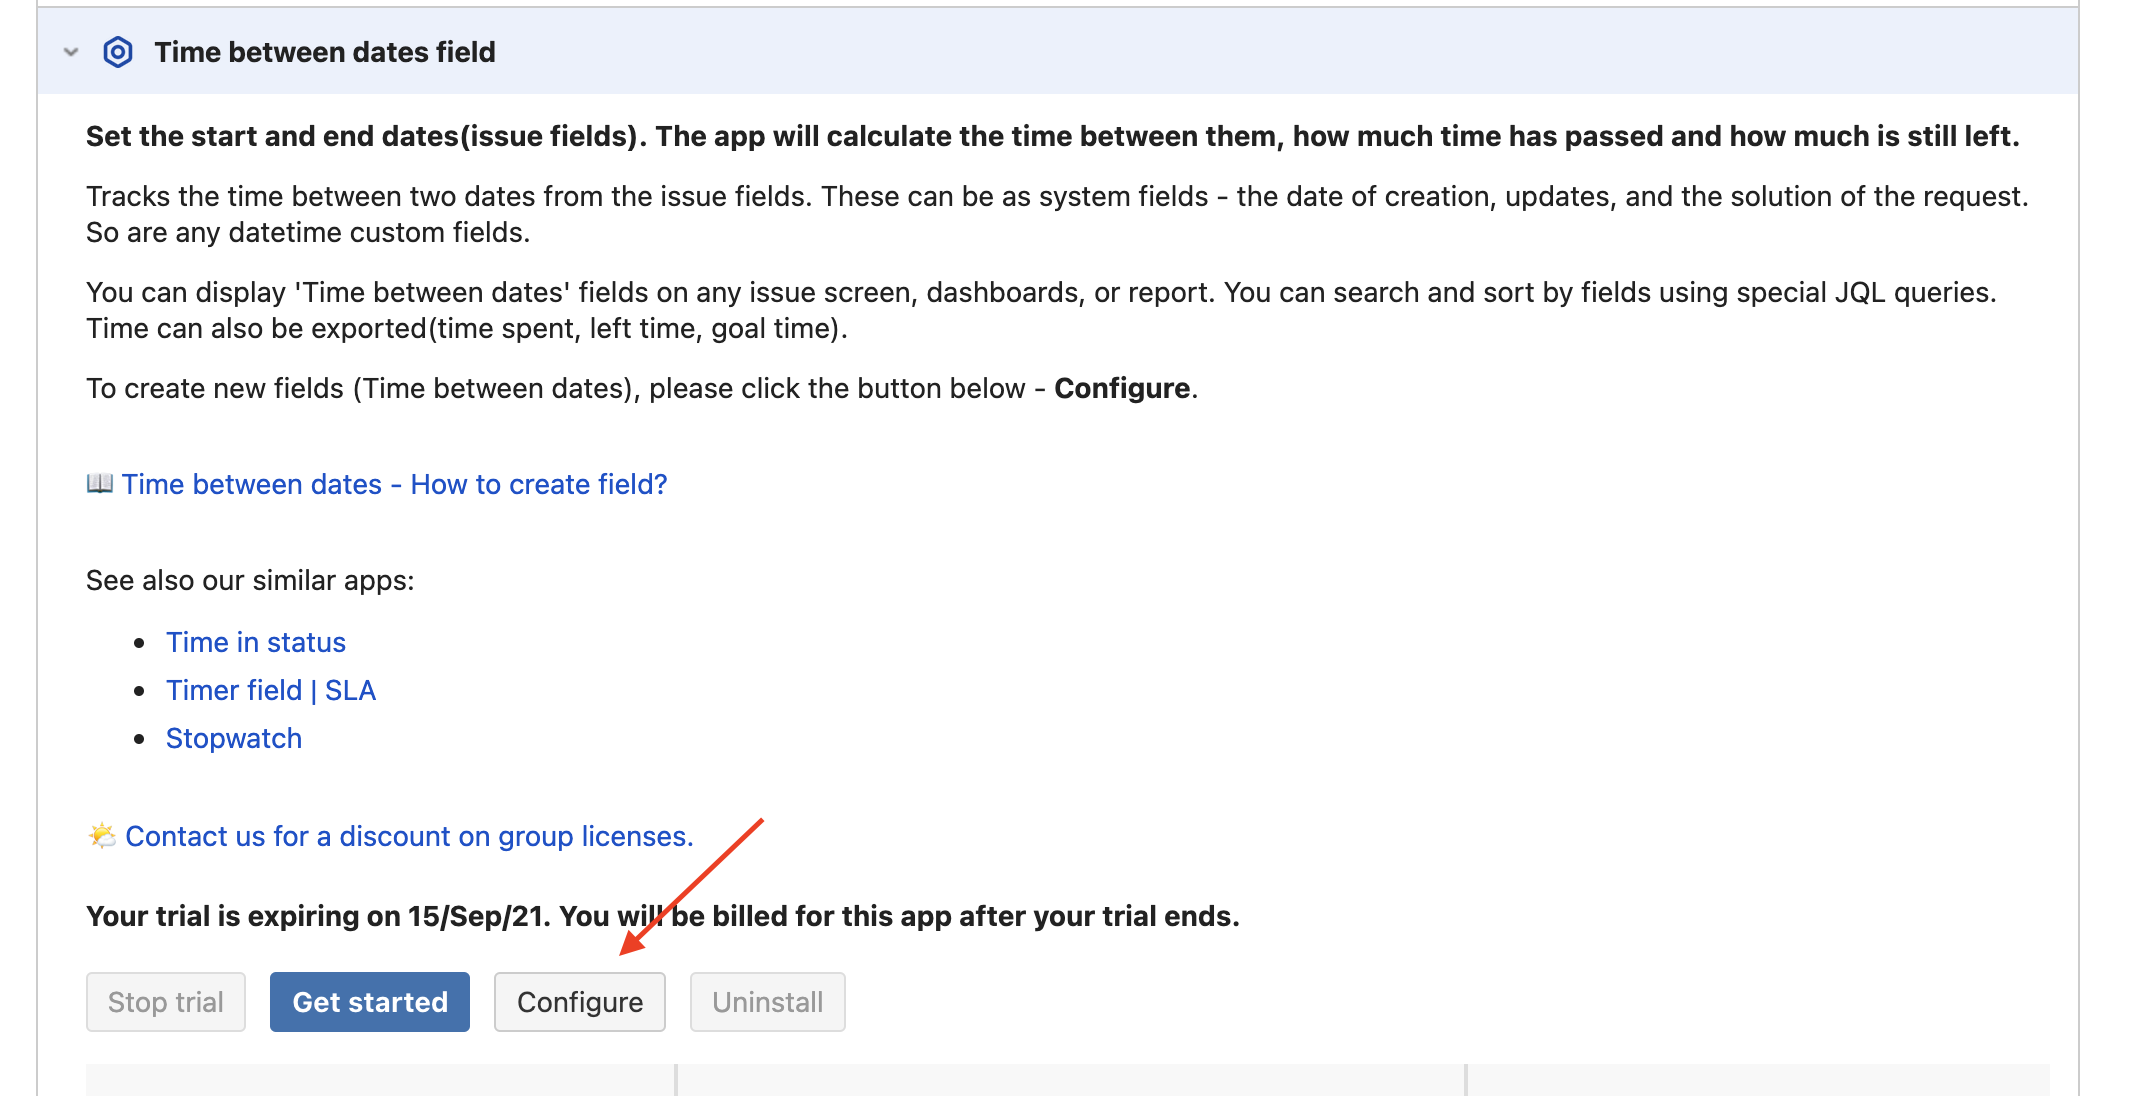 Time between dates field
Set the start and end dates(issue fields). The app will calculate the time between them, how much time has passed and how much is still left.
Tracks the time between two dates from the issue fields. These can be as system fields - the date of creation, updates, and the solution of the request.
So are any datetime custom fields.
You can display 'Time between dates' fields on any issue screen, dashboards, or report. You can search and sort by fields using special JQL queries.
Time can also be exported(time spent, left time, goal time).
To create new fields (Time between dates), please click the button below - Configure.
📖 Time between dates - How to create field?
See also our similar apps:
• Time in status
• Timer field | SLA
• Stopwatch
🌤️ Contact us for a discount on group licenses.
Your trial is expiring on 15/Sep/21. You will be billed for this app after your trial ends.
Stop trial Get started Configure Uninstall